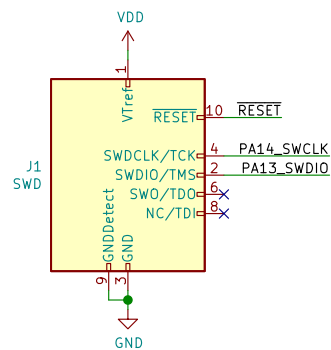 VDD
1
VTref
10
RESET
RESET
J1
SWD
SWDCLK/TCK
4
PA14_SWCLK
SWDIO/TMS
2
PA13_SWDIO
SWO/TDO
6
NC/TDI
8
GNDDetect
GND
9
3
GND